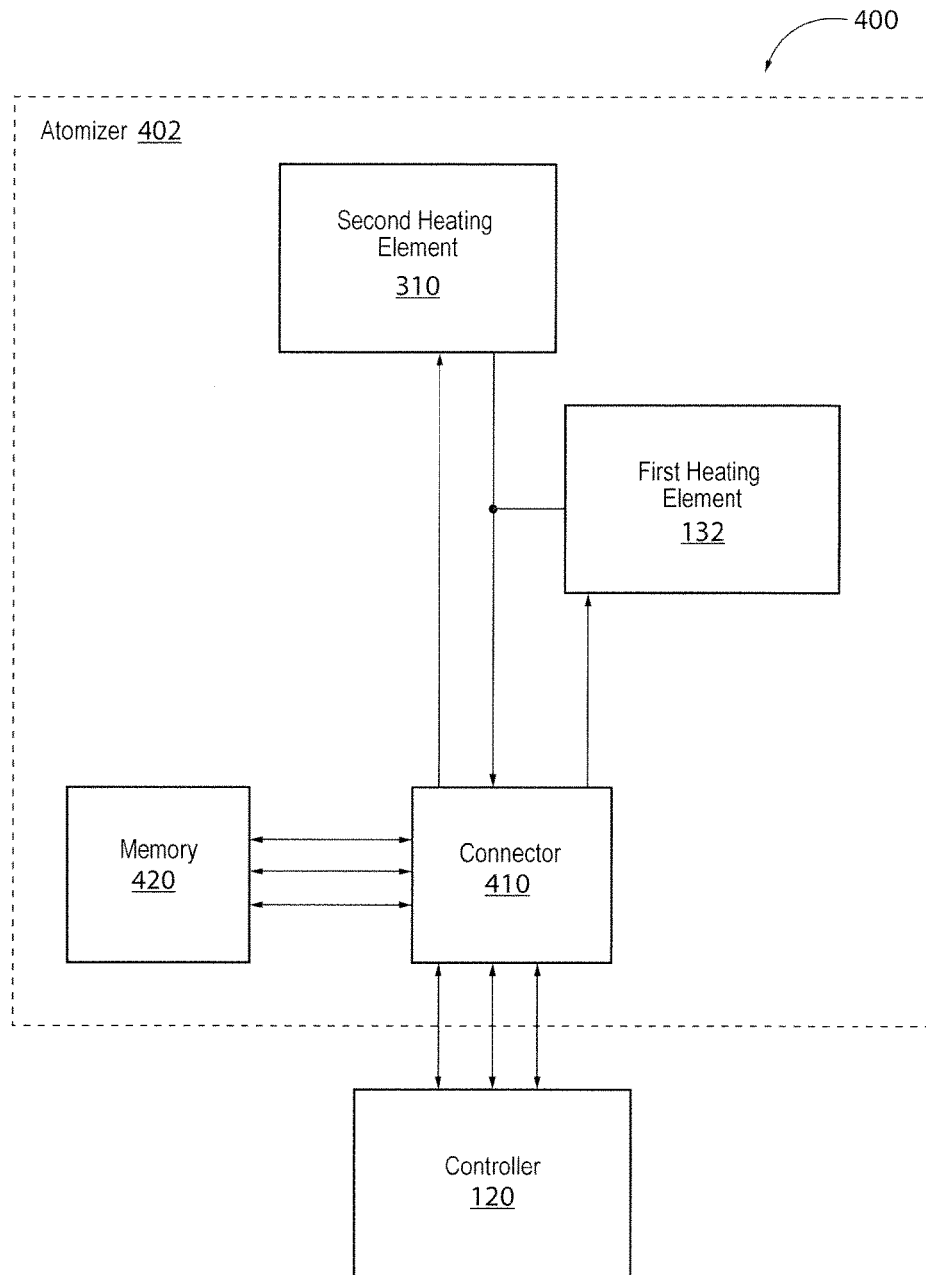 400
Atomizer 402
Second Heating
Element
310
First Heating
Element
132
Memory
420
Connector
410
Controller
120